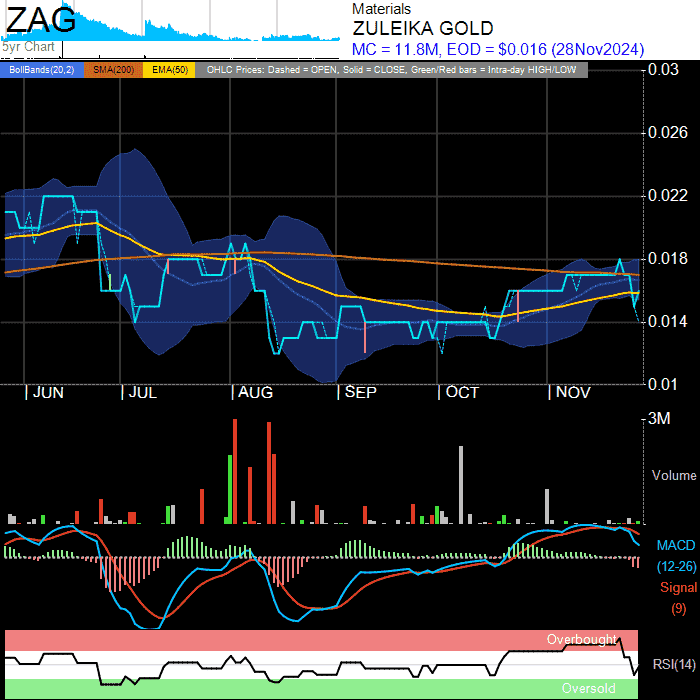 ZAG
5yr Chart
Materials
ZULEIKA GOLD
MC = 11.8M, EOD = $0.016 (28Nov2024)
BollBands(20,2) SMA(200) EMA(50) OHLC Prices: Dashed = OPEN, Solid = CLOSE, Green/Red bars = Intra-day HIGH/LOW
0.03
0.026
0.022
0.018
0.014
0.01
JUN JUL AUG SEP OCT NOV
3M
Volume
MACD
(12-26)
Signal
(9)
Overbought
RSI(14)
Oversold